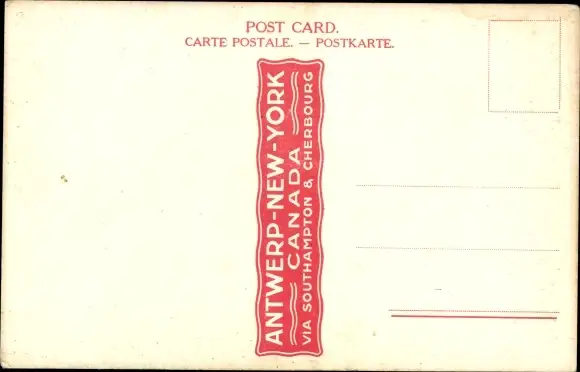 POST CARD.
CARTE POSTALE. — POSTKARTE.
ANTWERP-NEW-YORK
CANADA
VIA SOUTHAMPTON & CHERBOURG